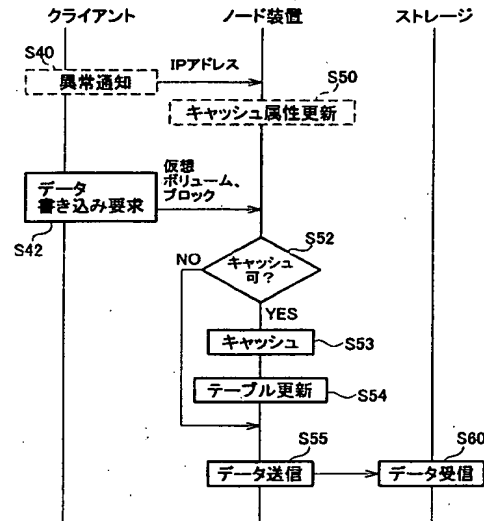 クライアント
ノード装置
ストレージ
S40
異常通知
IPアドレス
S50
キャッシュ属性更新
データ
書き込み要求
仮想
ボリューム、
ブロック
S42
S52
キャッシュ
可?
NO
YES
キャッシュ
S53
テーブル更新
S54
S55
データ送信
S60
データ受信